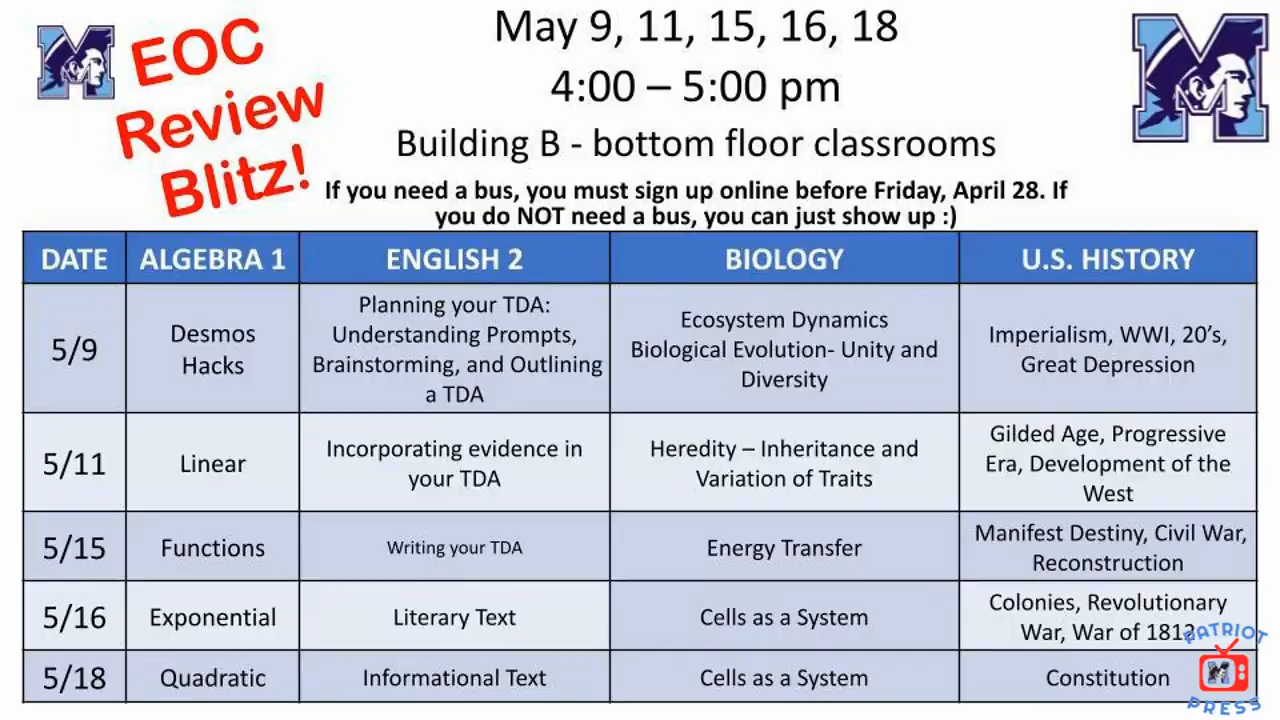 EOC
Review
Blitz!
May 9, 11, 15, 16, 18
4:00 – 5:00 pm
Building B - bottom floor classrooms
If you need a bus, you must sign up online before Friday, April 28. If
you do NOT need a bus, you can just show up :)
DATE
ALGEBRA 1
ENGLISH 2
BIOLOGY
U.S. HISTORY
5/9
Desmos
Hacks
Planning your TDA:
Understanding Prompts,
Brainstorming, and Outlining
a TDA
Ecosystem Dynamics
Biological Evolution- Unity and
Diversity
Imperialism, WWI, 20's,
Great Depression
5/11
Linear
Incorporating evidence in
your TDA
Heredity – Inheritance and
Variation of Traits
Gilded Age, Progressive
Era, Development of the
West
5/15
Functions
Writing your TDA
Energy Transfer
Manifest Destiny, Civil War,
Reconstruction
5/16
Exponential
Literary Text
Cells as a System
Colonies, Revolutionary
War, War of 1812
5/18
Quadratic
Informational Text
Cells as a System
Constitution
PATRIOT
M
PRESS
M
M